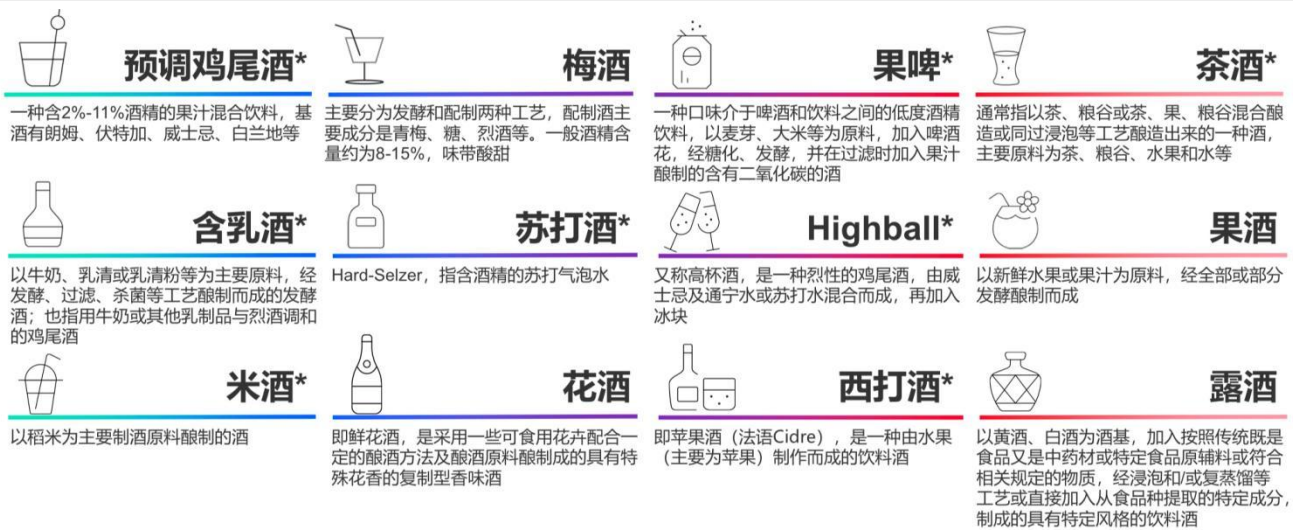 预调鸡尾酒*
一种含2%-11%酒精的果汁混合饮料，基
酒有朗姆、伏特加、威士忌、白兰地等
梅酒
主要分为发酵和配制两种工艺，配制酒主
要成分是青梅、糖、烈酒等。一般酒精含
量约为8-15%，味带酸甜
果啤*
一种口味介于啤酒和饮料之间的低度酒精
饮料，以麦芽、大米等为原料，加入啤酒
花，经糖化、发酵，并在过滤时加入果汁
酿制的含有二氧化碳的酒
茶酒*
通常指以茶、粮谷或茶、果、粮谷混合酿
造或同过浸泡等工艺酿造出来的一种酒，
主要原料为茶、粮谷、水果和水等
含乳酒*
以牛奶、乳清或乳清粉等为主要原料，经
发酵、过滤、杀菌等工艺酿制而成的发酵
酒；也指用牛奶或其他乳制品与烈酒调和
的鸡尾酒
苏打酒*
Hard-Selzer，指含酒精的苏打气泡水
Highball*
又称高杯酒，是一种烈性的鸡尾酒，由威
士忌及通宁水或苏打水混合而成，再加入
冰块
果酒
以新鲜水果或果汁为原料，经全部或部分
发酵酿制而成
米酒*
以稻米为主要制酒原料酿制的酒
花酒
即鲜花酒，是采用一些可食用花卉配合一
定的酿酒方法及酿酒原料酿制成的具有特
殊花香的复制型香味酒
西打酒*
即苹果酒（法语Cidre），是一种由水果
（主要为苹果）制作而成的饮料酒
露酒
以黄酒、白酒为酒基，加入按照传统既是
食品又是中药材或特定食品原辅料或符合
相关规定的物质，经浸泡和/或复蒸馏等
工艺或直接加入从食品种提取的特定成分，
制成的具有特定风格的饮料酒